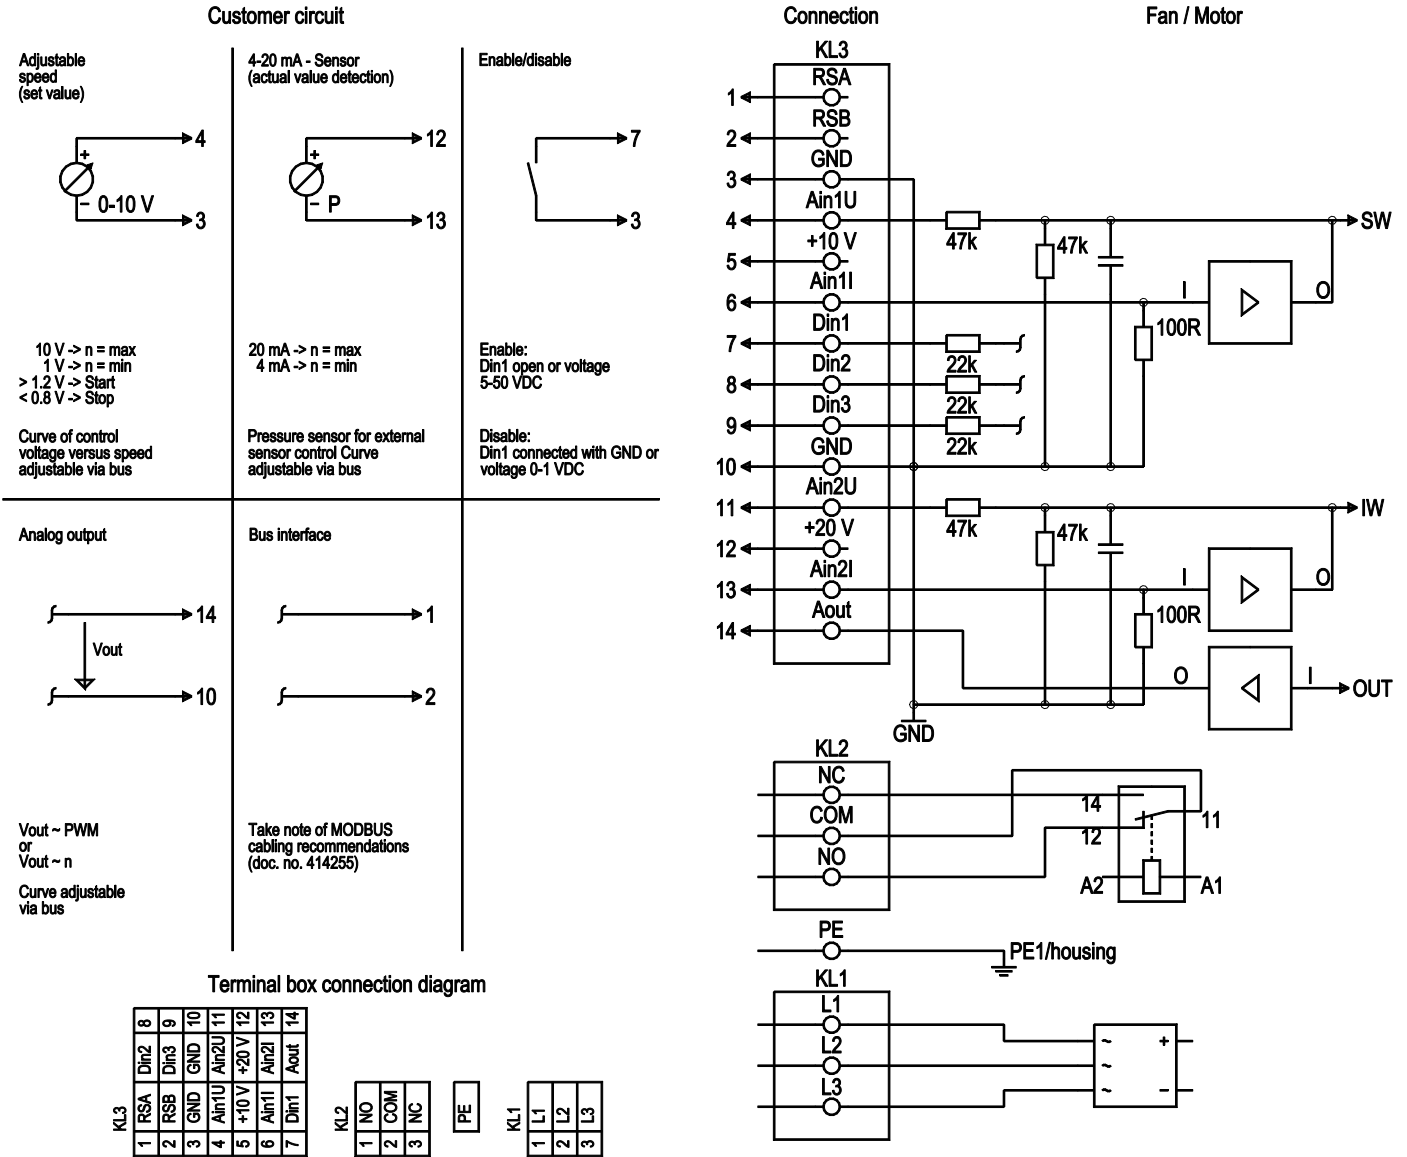 Customer circuit
Adjustable
speed
(set value)
4
+
− 0-10 V
3
10 V -> n = max
1 V -> n = min
> 1.2 V -> Start
< 0.8 V -> Stop
Curve of control
voltage versus speed
adjustable via bus
4-20 mA - Sensor
(actual value detection)
12
+
− P
13
20 mA -> n = max
4 mA -> n = min
Pressure sensor for external
sensor control Curve
adjustable via bus
Enable/disable
7
3
Enable:
Din1 open or voltage
5-50 VDC
Disable:
Din1 connected with GND or
voltage 0-1 VDC
Analog output
14
Vout
10
Vout ~ PWM
or
Vout ~ n
Curve adjustable
via bus
Bus interface
1
2
Take note of MODBUS
cabling recommendations
(doc. no. 414255)
Connection
Fan / Motor
KL3
RSA
1
RSB
2
GND
3
Ain1U
4
47k
47k
SW
+10 V
5
Ain1I
6
I
O
100R
Din1
7
22k
Din2
8
22k
Din3
9
22k
GND
10
Ain2U
11
47k
47k
IW
+20 V
12
Ain2I
13
I
O
100R
Aout
14
O
I
OUT
GND
KL2
NC
14
COM
11
12
NO
A2
A1
PE
PE1/housing
KL1
L1
L2
L3
~ +
~
~ −
Terminal box connection diagram
KL3
8 9 10 11 12 13 14
Din2 Din3 GND Ain2U +20 V Ain2I Aout
RSA RSB GND Ain1U +10 V Ain1I Din1
1 2 3 4 5 6 7
KL2
NO COM NC
1 2 3
PE
KL1
L1 L2 L3
1 2 3